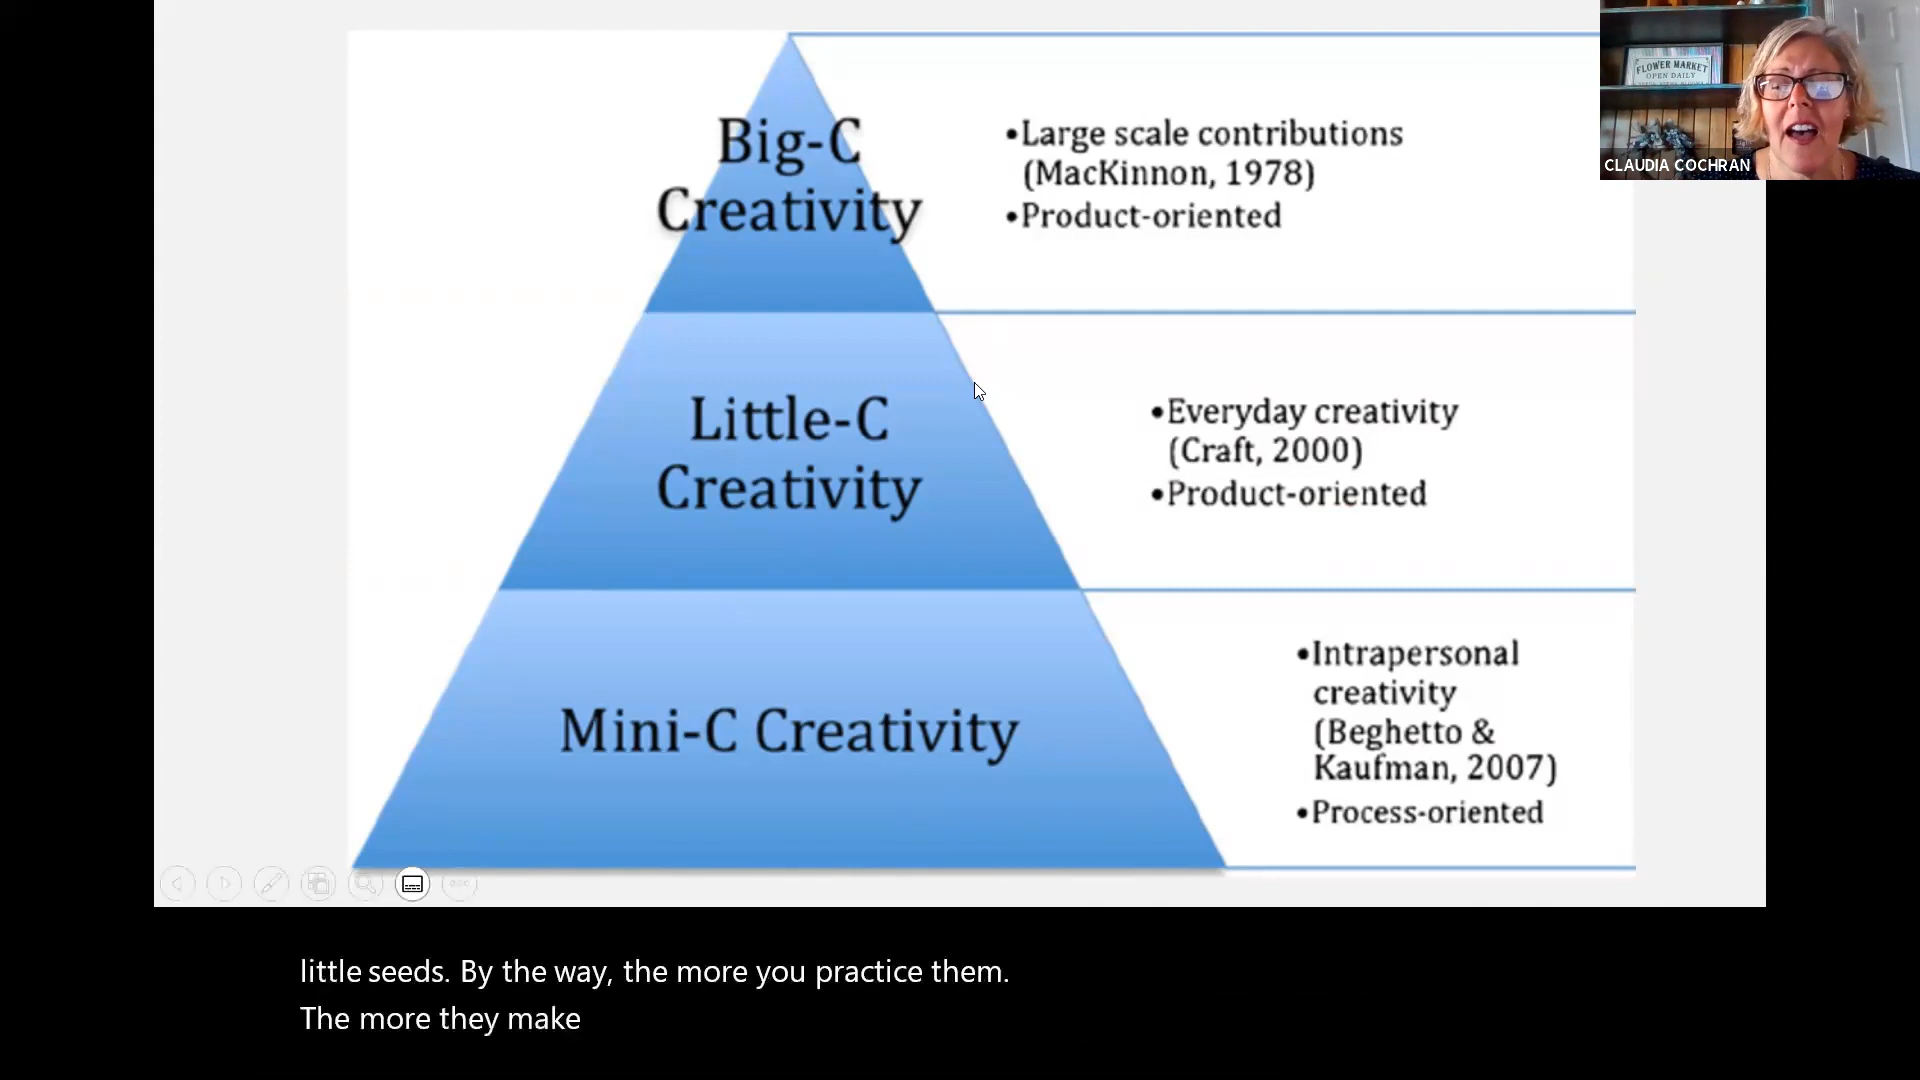 Big-C
Creativity
•Large scale contributions
(MacKinnon, 1978)
•Product-oriented
FLOWER MARKET
OPEN DAILY
CLAUDIA COCHRAN
Little-C
Creativity
•Everyday creativity
(Craft, 2000)
•Product-oriented
Mini-C Creativity
•Intrapersonal
creativity
(Beghetto &
Kaufman, 2007)
•Process-oriented
little seeds. By the way, the more you practice them.
The more they make